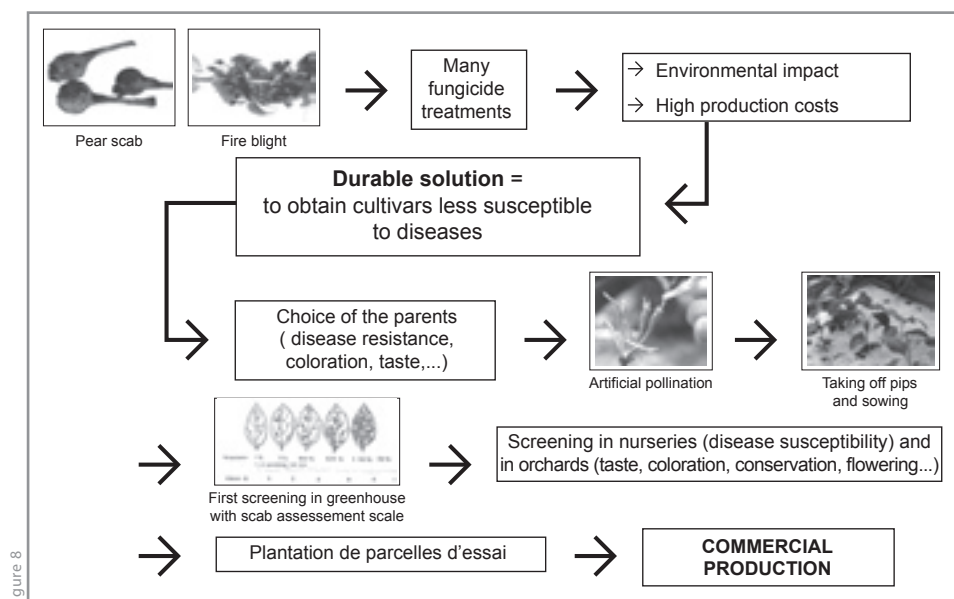 Many
fungicide
treatments
→ Environmental impact
→ High production costs
Pear scab
Fire blight
Durable solution =
to obtain cultivars less susceptible
to diseases
Choice of the parents
( disease resistance,
coloration, taste,...)
Artificial pollination
Taking off pips
and sowing
First screening in greenhouse
with scab assessement scale
Screening in nurseries (disease susceptibility) and
in orchards (taste, coloration, conservation, flowering...)
Plantation de parcelles d'essai
COMMERCIAL
PRODUCTION
gure 8